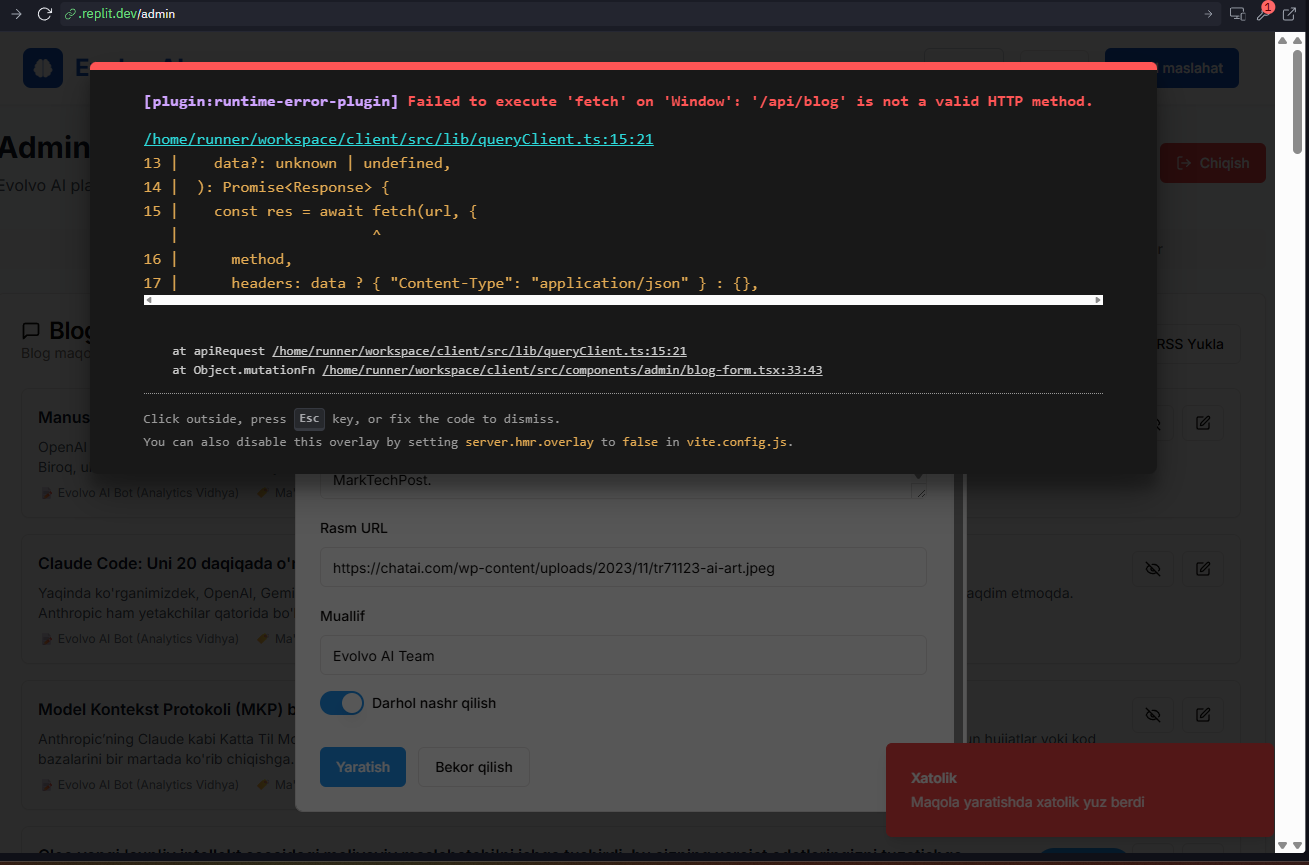 .replit.dev/admin
1
maslahat
[plugin:runtime-error-plugin] Failed to execute 'fetch' on 'Window': '/api/blog' is not a valid HTTP method.
/home/runner/workspace/client/src/lib/queryClient.ts:15:21
13 | data?: unknown | undefined,
14 | ): Promise<Response> {
15 | const res = await fetch(url, {
| ^
16 | method,
17 | headers: data ? { "Content-Type": "application/json" } : {},
at apiRequest /home/runner/workspace/client/src/lib/queryClient.ts:15:21
at Object.mutationFn /home/runner/workspace/client/src/components/admin/blog-form.tsx:33:43
Click outside, press Esc key, or fix the code to dismiss.
You can also disable this overlay by setting server.hmr.overlay to false in vite.config.js.
Admin
Evolvo AI pla
Chiqish
Blog
Blog maqo
RSS Yukla
Manus
OpenAI
Biroq, u
Evolvo AI Bot (Analytics Vidhya) Ma'
MarkTechPost.
Rasm URL
https://chatai.com/wp-content/uploads/2023/11/tr71123-ai-art.jpeg
Claude Code: Uni 20 daqiqada o'r
Yaqinda ko'rganimizdek, OpenAI, Gemi
aqdim etmoqda.
Anthropic ham yetakchilar qatorida bo'l
Evolvo AI Bot (Analytics Vidhya) Ma'
Muallif
Evolvo AI Team
Darhol nashr qilish
Model Kontekst Protokoli (MKP) b
Anthropic'ning Claude kabi Katta Til Mo
un hujjatlar yoki kod
bazalarini bir martada ko'rib chiqishga.
Evolvo AI Bot (Analytics Vidhya) Ma'
Yaratish
Bekor qilish
Xatolik
Maqola yaratishda xatolik yuz berdi